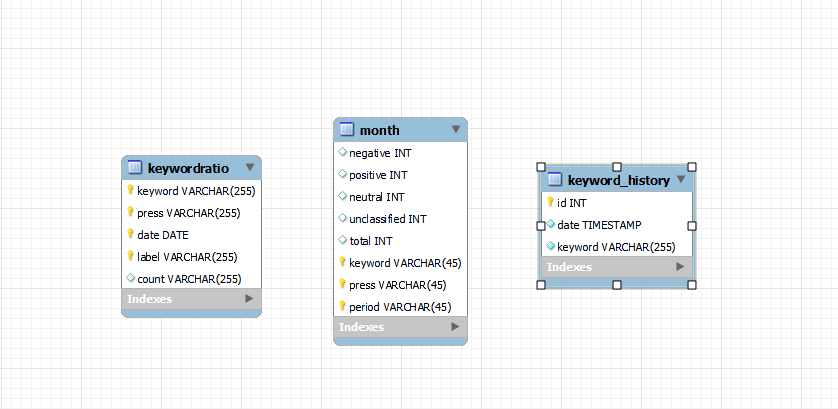 keywordratio
keyword VARCHAR(255)
press VARCHAR(255)
date DATE
label VARCHAR(255)
count VARCHAR(255)
Indexes
month
negative INT
positive INT
neutral INT
unclassified INT
total INT
keyword VARCHAR(45)
press VARCHAR(45)
period VARCHAR(45)
Indexes
keyword_history
id INT
date TIMESTAMP
keyword VARCHAR(255)
Indexes